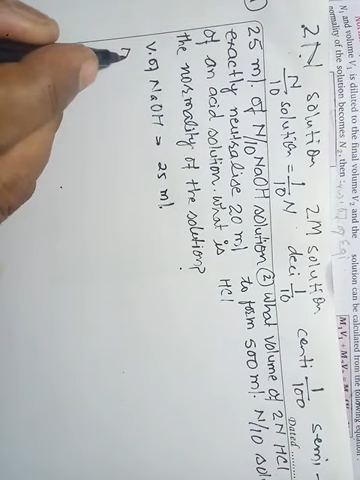 N₁ and volume V₁ is diluted to the final volume V₂ and the
normality of the solution becomes N₂, then
solution can be calculated from the following equation :
M₁V₁ + M₂V₂ =
Dated ..........
2N solution 2M solution
N/10 solution = 1/10 N deci 1/10 centi 1/100 semi -
25 ml. of N/10 NaOH solution
exactly neutralise 20 ml
of an acid solution. What is
the normality of the solution?
② What volume of 2N HCl
to form 500 ml. N/10 sol
HCl
V. of NaOH = 25 ml.